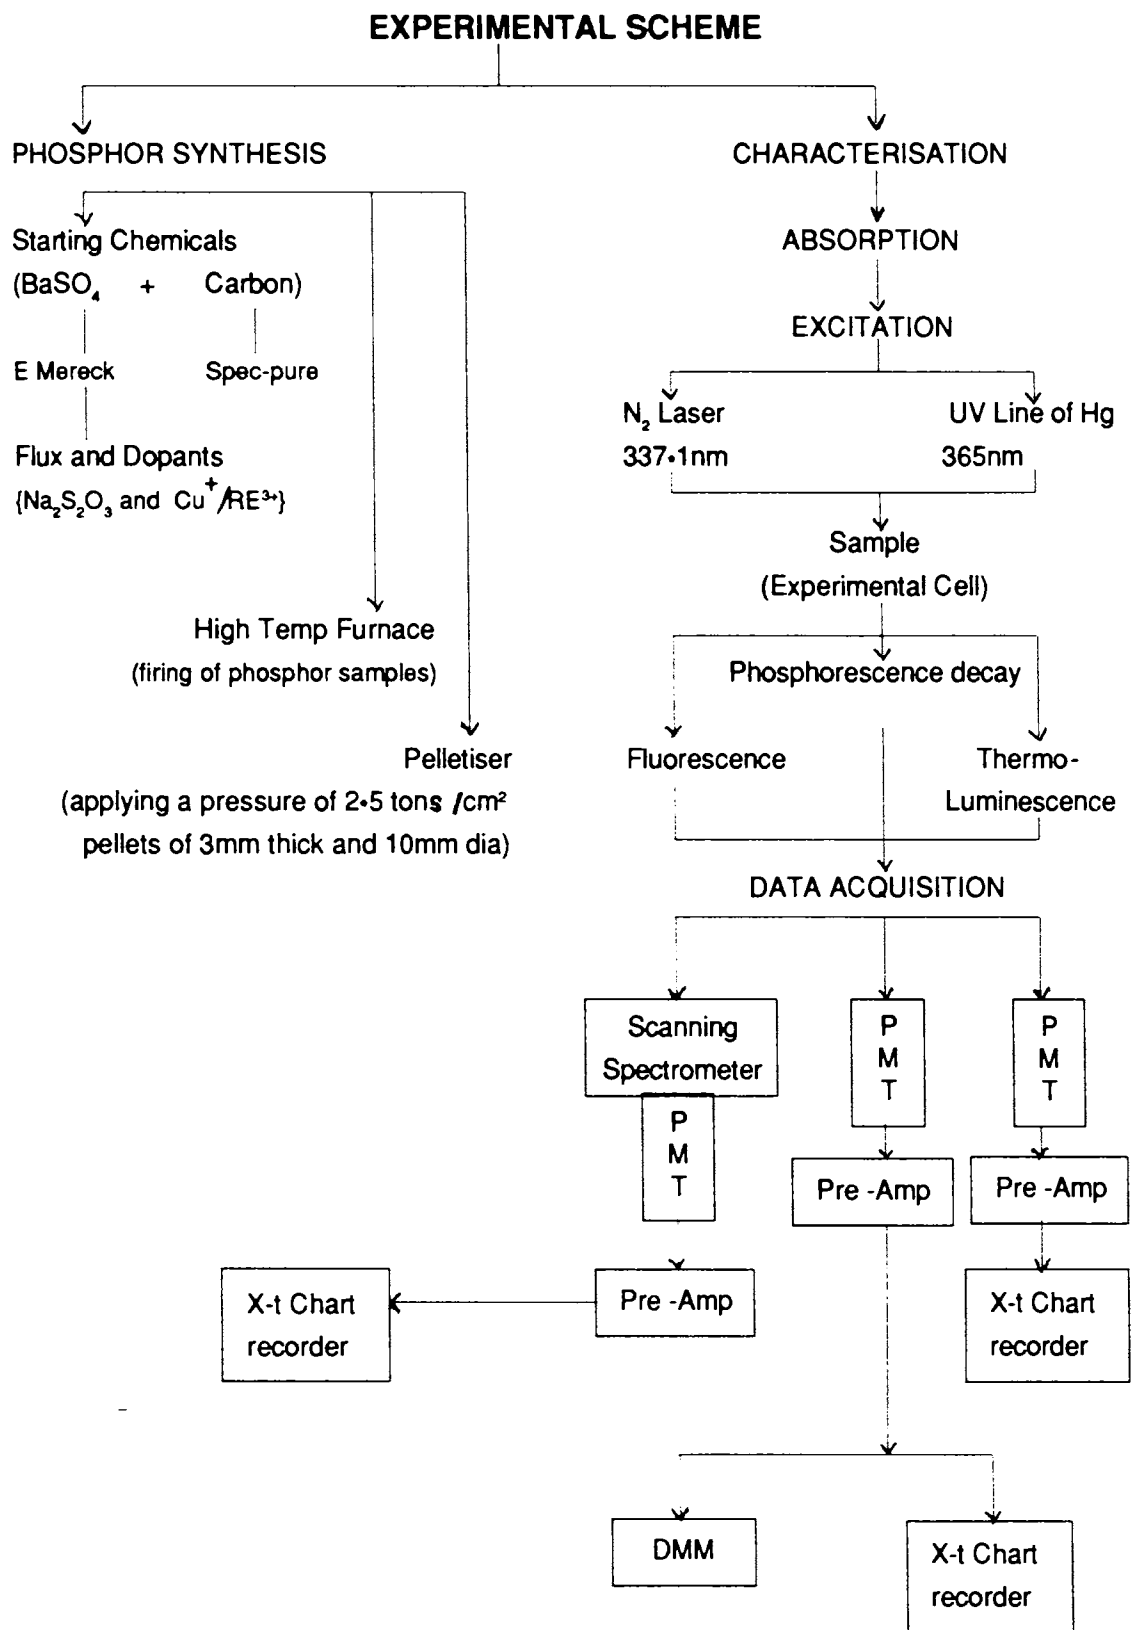 EXPERIMENTAL SCHEME
PHOSPHOR SYNTHESIS
Starting Chemicals
(BaSO₄ + Carbon)
E Mereck Spec-pure
Flux and Dopants
{Na₂S₂O₃ and Cu⁺/RE³⁺}
High Temp Furnace
(firing of phosphor samples)
Pelletiser
(applying a pressure of 2•5 tons /cm²
pellets of 3mm thick and 10mm dia)
CHARACTERISATION
ABSORPTION
EXCITATION
N₂ Laser
337•1nm
UV Line of Hg
365nm
Sample
(Experimental Cell)
Phosphorescence decay
Fluorescence
Thermo-
Luminescence
DATA ACQUISITION
Scanning
Spectrometer
P
M
T
Pre -Amp
X-t Chart
recorder
P
M
T
Pre -Amp
DMM
X-t Chart
recorder
P
M
T
Pre -Amp
X-t Chart
recorder